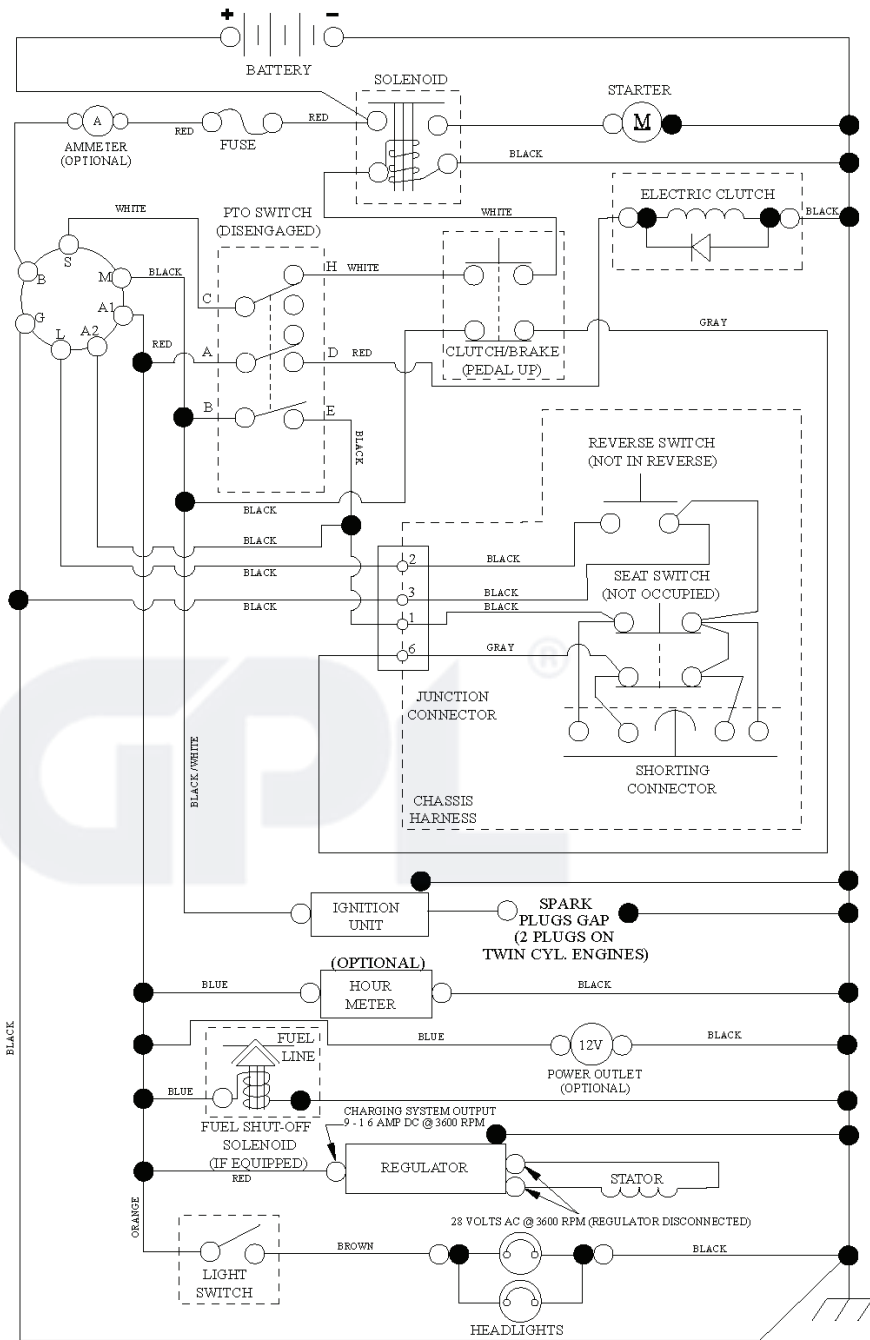 + -
BATTERY
SOLENOID
STARTER
A
AMMETER
(OPTIONAL)
RED
FUSE
RED
M
BLACK
ELECTRIC CLUTCH
BLACK
WHITE
PTO SWITCH
(DISENGAGED)
WHITE
S
B
M
BLACK
A1
G
L
A2
RED
C
H
WHITE
A
D
RED
B
E
BLACK
CLUTCH/BRAKE
(PEDAL UP)
GRAY
REVERSE SWITCH
(NOT IN REVERSE)
BLACK
BLACK
BLACK
BLACK
2
BLACK
3
BLACK
BLACK
1
6
GRAY
SEAT SWITCH
(NOT OCCUPIED)
JUNCTION
CONNECTOR
SHORTING
CONNECTOR
CHASSIS
HARNESS
BLACK/WHITE
GPL
®
IGNITION
UNIT
SPARK
PLUGS GAP
(2 PLUGS ON
TWIN CYL. ENGINES)
(OPTIONAL)
BLUE
HOUR
METER
BLACK
BLACK
FUEL
LINE
BLUE
12V
BLACK
POWER OUTLET
(OPTIONAL)
BLUE
FUEL SHUT-OFF
SOLENOID
(IF EQUIPPED)
CHARGING SYSTEM OUTPUT
9 - 1 6 AMP DC @ 3600 RPM
RED
REGULATOR
STATOR
28 VOLTS AC @ 3600 RPM (REGULATOR DISCONNECTED)
ORANGE
LIGHT
SWITCH
BROWN
BLACK
HEADLIGHTS